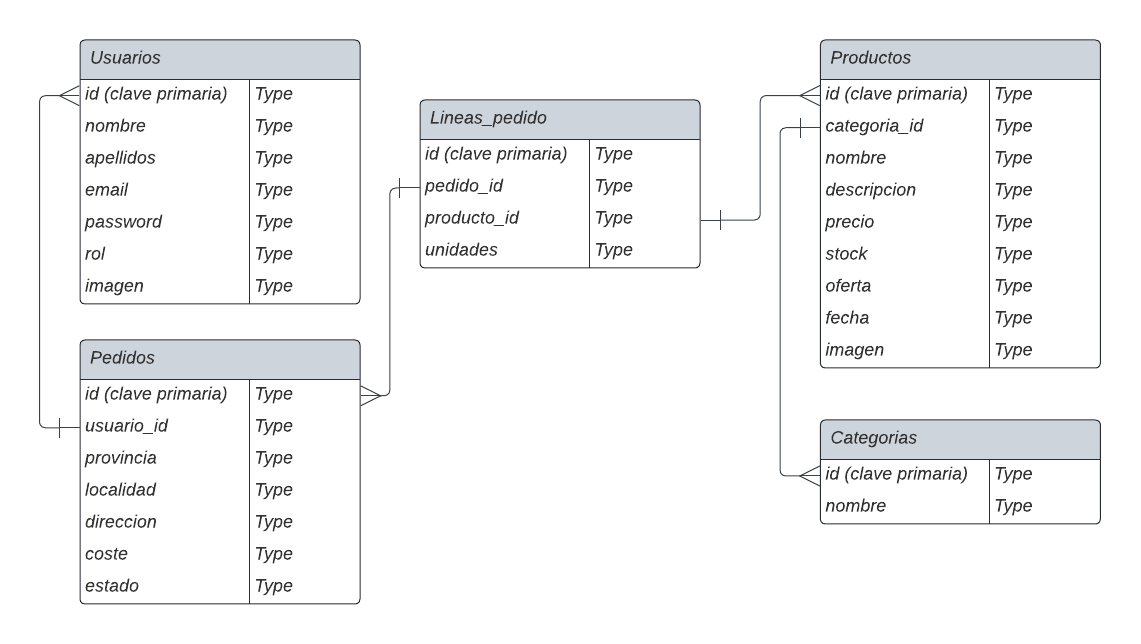 Usuarios
id (clave primaria) Type
nombre Type
apellidos Type
email Type
password Type
rol Type
imagen Type
Pedidos
id (clave primaria) Type
usuario_id Type
provincia Type
localidad Type
direccion Type
coste Type
estado Type
Lineas_pedido
id (clave primaria) Type
pedido_id Type
producto_id Type
unidades Type
Productos
id (clave primaria) Type
categoria_id Type
nombre Type
descripcion Type
precio Type
stock Type
oferta Type
fecha Type
imagen Type
Categorias
id (clave primaria) Type
nombre Type